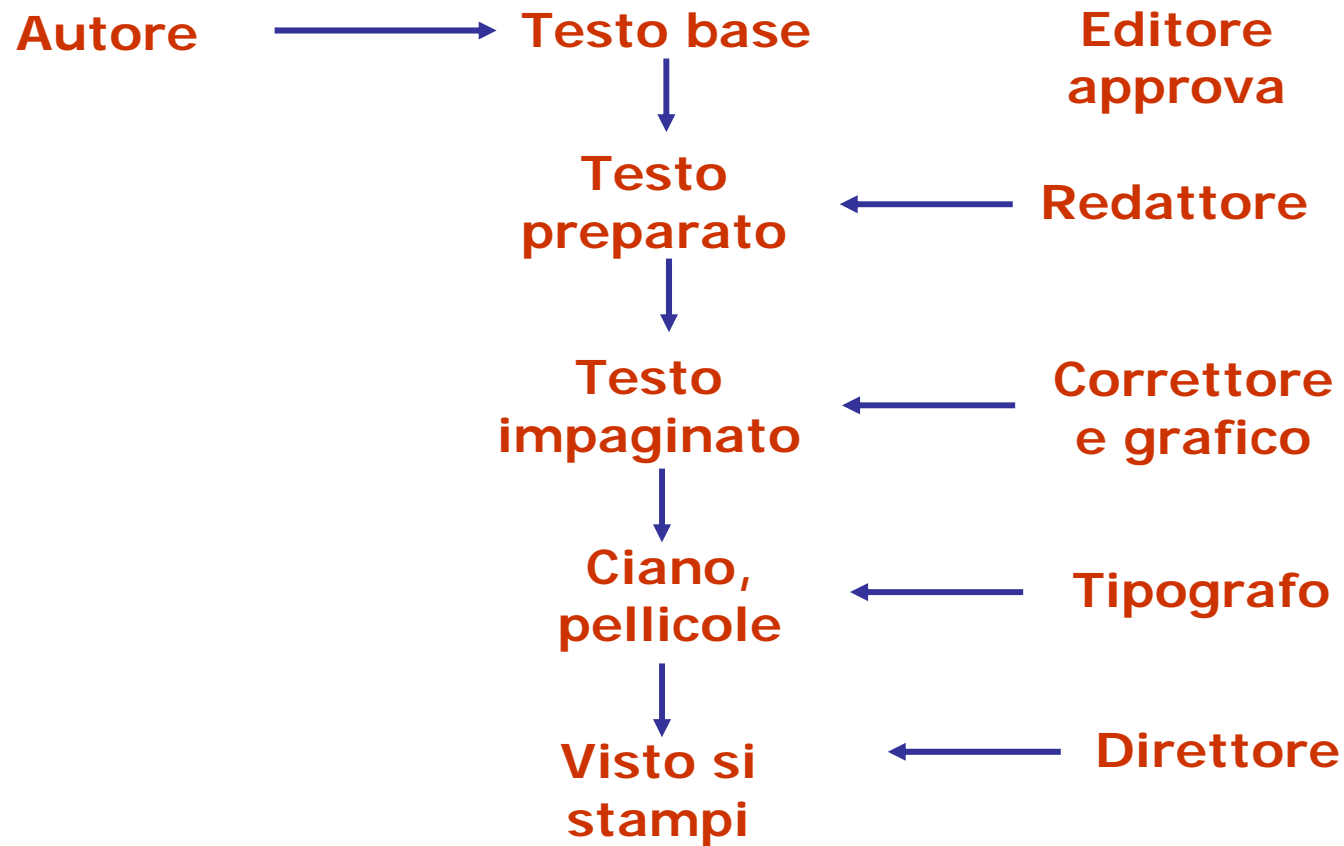 Autore
Testo base
Editore
approva
Testo
preparato
Redattore
Testo
impaginato
Correttore
e grafico
Ciano,
pellicole
Tipografo
Visto si
stampi
Direttore